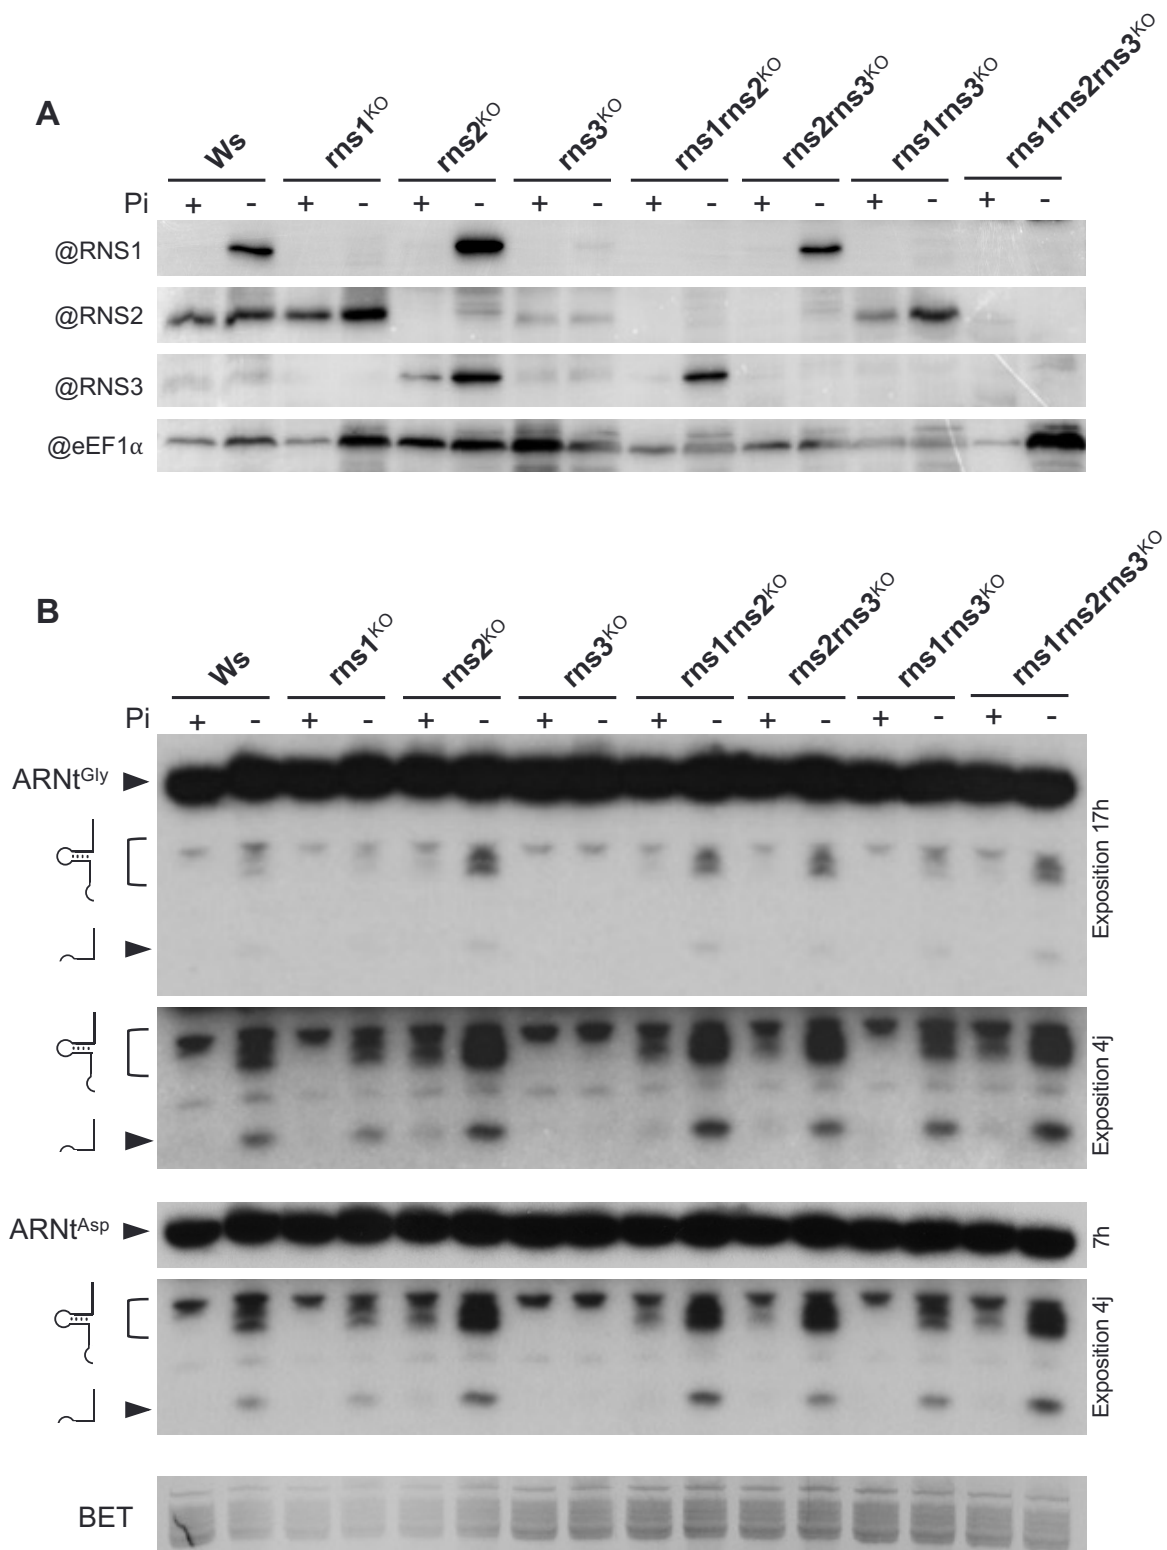 A
Ws rns1KO rns2KO rns3KO rns1rns2KO rns2rns3KO rns1rns3KO rns1rns2rns3KO
Pi + - + - + - + - + - + - + - + -
@RNS1
@RNS2
@RNS3
@eEF1α
B
Ws rns1KO rns2KO rns3KO rns1rns2KO rns2rns3KO rns1rns3KO rns1rns2rns3KO
Pi + - + - + - + - + - + - + - + -
ARNtGly
Exposition 17h
Exposition 4j
ARNtAsp
7h
Exposition 4j
BET